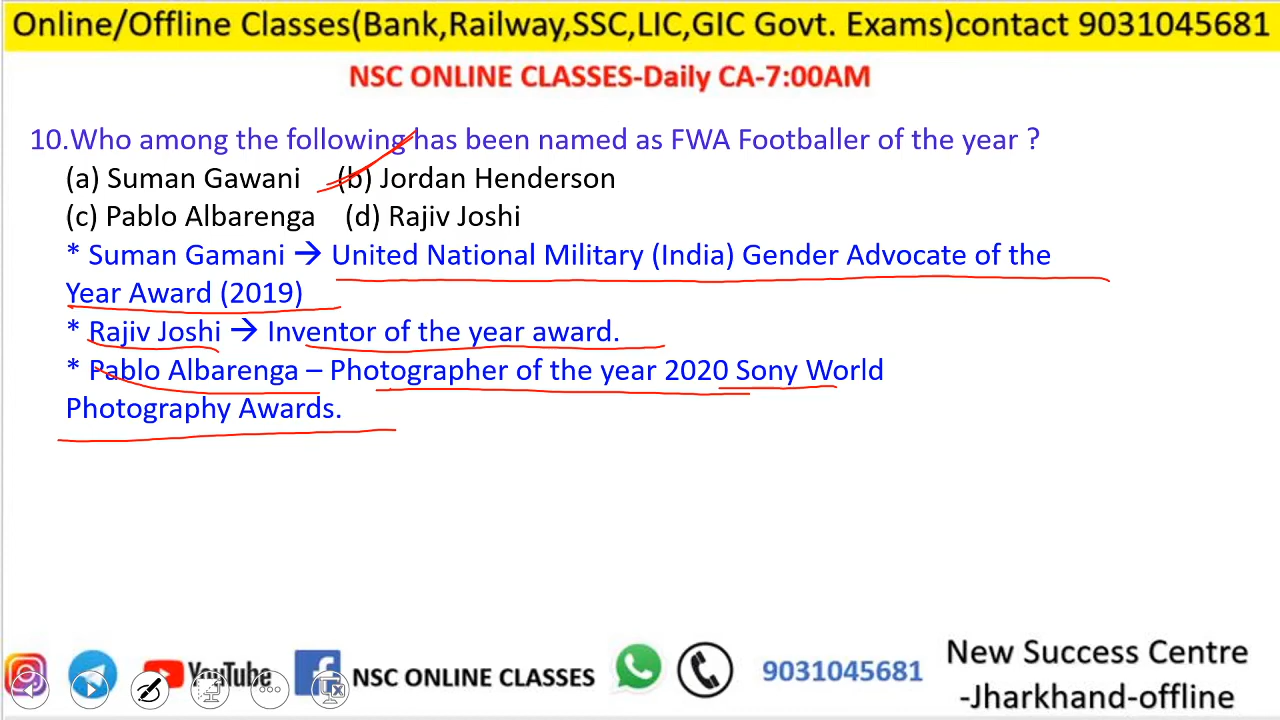 Online/Offline Classes(Bank,Railway,SSC,LIC,GIC Govt. Exams)contact 9031045681
NSC ONLINE CLASSES-Daily CA-7:00AM
10.Who among the following has been named as FWA Footballer of the year ?
(a) Suman Gawani (b) Jordan Henderson
(c) Pablo Albarenga (d) Rajiv Joshi
* Suman Gamani → United National Military (India) Gender Advocate of the
Year Award (2019)
* Rajiv Joshi → Inventor of the year award.
* Pablo Albarenga – Photographer of the year 2020 Sony World
Photography Awards.
YouTube NSC ONLINE CLASSES 9031045681
New Success Centre
-Jharkhand-offline